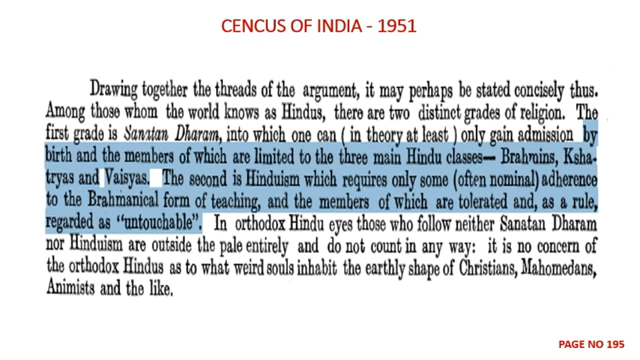 CENCUS OF INDIA - 1951
Drawing together the threads of the argument, it may perhaps be stated concisely thus.
Among those whom the world knows as Hindus, there are two distinct grades of religion. The
first grade is Sanatan Dharam, into which one can ( in theory at least ) only gain admission by
birth and the members of which are limited to the three main Hindu classes— Brahmins, Ksha-
tryas and Vaisyas. The second is Hinduism which requires only some (often nominal) adherence
to the Brahmanical form of teaching, and the members of which are tolerated and, as a rule,
regarded as “untouchable”. In orthodox Hindu eyes those who follow neither Sanatan Dharam
nor Hinduism are outside the pale entirely and do not count in any way: it is no concern of
the orthodox Hindus as to what weird souls inhabit the earthly shape of Christians, Mahomedans,
Animists and the like.
PAGE NO 195